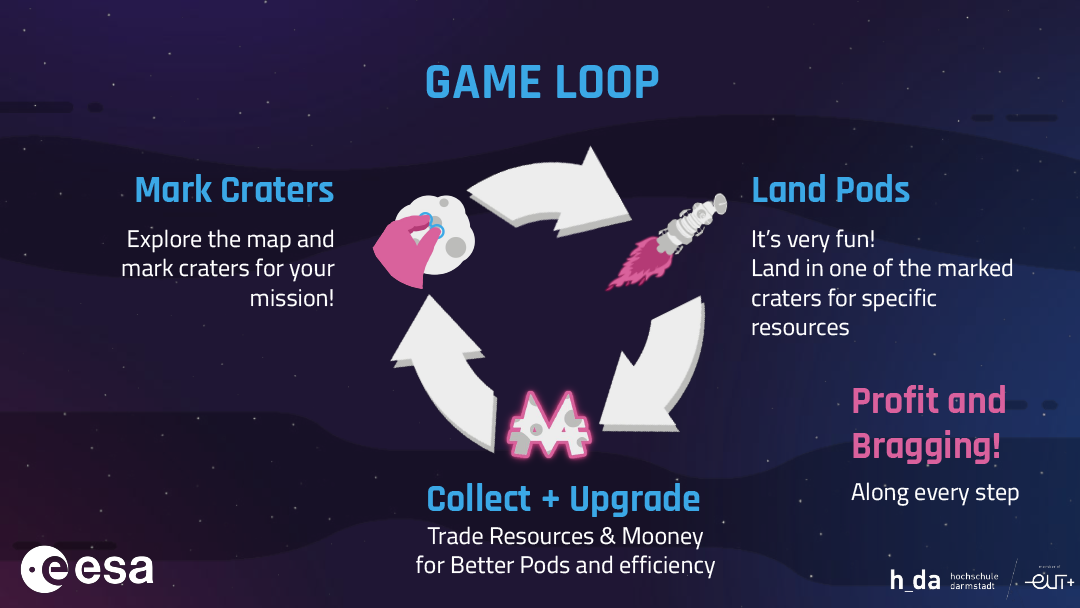 GAME LOOP
Mark Craters
Explore the map and
mark craters for your
mission!
Land Pods
It's very fun!
Land in one of the marked
craters for specific
resources
Profit and
Bragging!
Along every step
Collect + Upgrade
Trade Resources & Mooney
for Better Pods and efficiency
esa
h_da
hochschule
darmstadt
member of
eut+